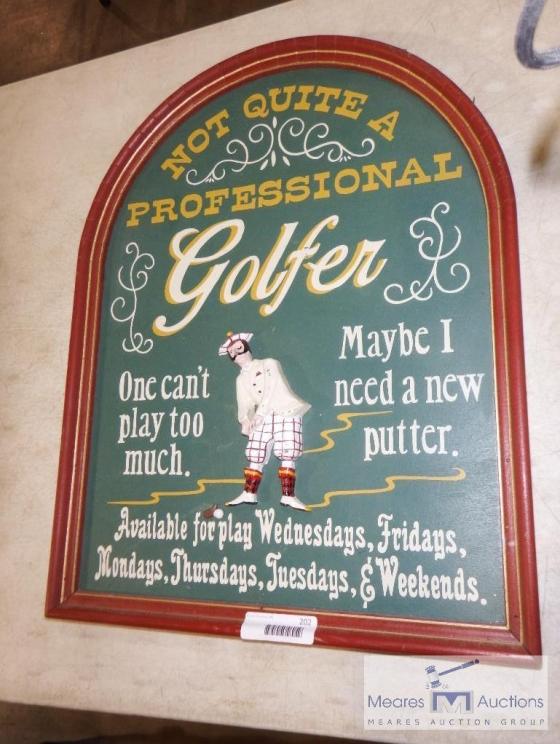 NOT QUITE A
PROFESSIONAL
Golfer
One can't
play too
much.
Maybe I
need a new
putter.
Available for play Wednesdays, Fridays,
Mondays, Thursdays, Tuesdays, & Weekends.
202
Meares M Auctions
MEARES AUCTION GROUP